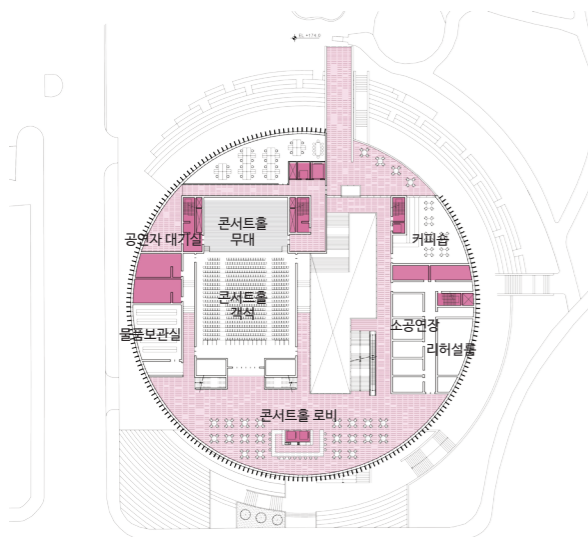 콘서트홀
무대
공연자 대기실
커피숍
콘서트홀
객석
물품보관실
소공연장
리허설룸
콘서트홀 로비